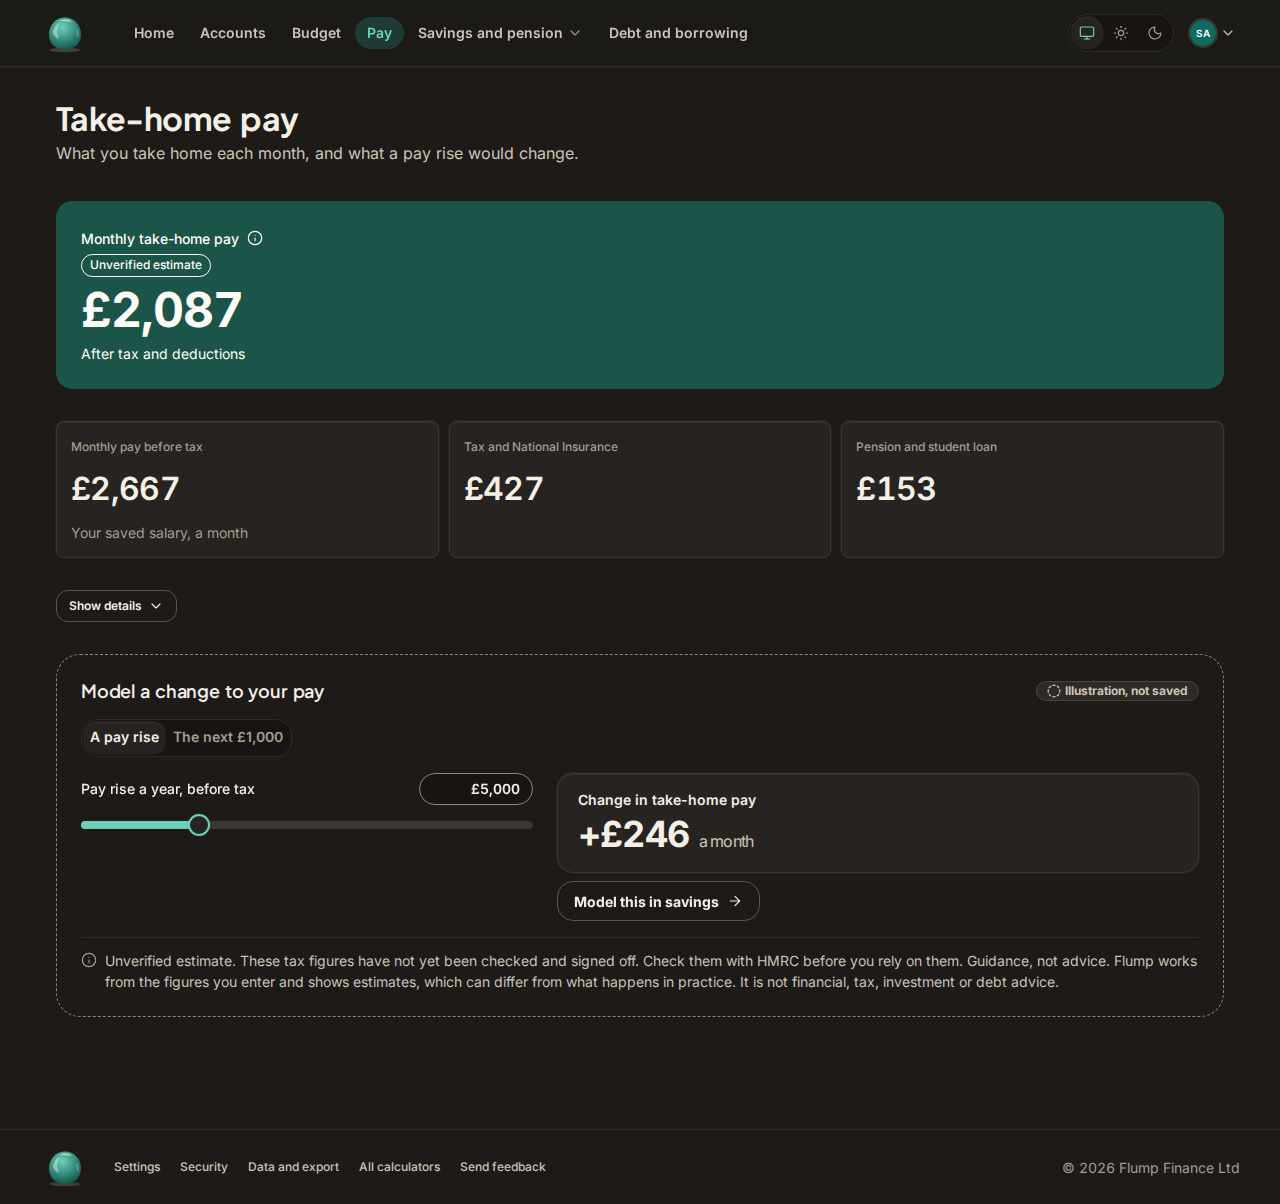 Home
Accounts
Budget
Pay
Savings and pension
Debt and borrowing
SA
Take-home pay
What you take home each month, and what a pay rise would change.
Monthly take-home pay
Unverified estimate
£2,087
After tax and deductions
Monthly pay before tax
£2,667
Your saved salary, a month
Tax and National Insurance
£427
Pension and student loan
£153
Show details
Model a change to your pay
Illustration, not saved
A pay rise
The next £1,000
Pay rise a year, before tax
£5,000
Change in take-home pay
+£246 a month
Model this in savings
Unverified estimate. These tax figures have not yet been checked and signed off. Check them with HMRC before you rely on them. Guidance, not advice. Flump works
from the figures you enter and shows estimates, which can differ from what happens in practice. It is not financial, tax, investment or debt advice.
Settings
Security
Data and export
All calculators
Send feedback
© 2026 Flump Finance Ltd